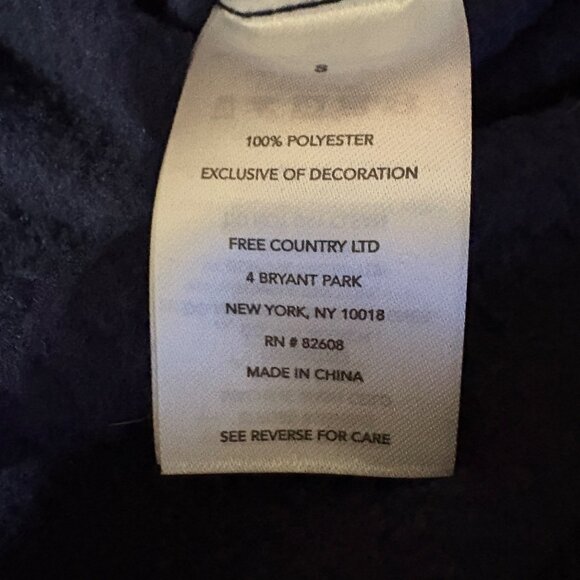 S
100% POLYESTER
EXCLUSIVE OF DECORATION
FREE COUNTRY LTD
4 BRYANT PARK
NEW YORK, NY 10018
RN # 82608
MADE IN CHINA
SEE REVERSE FOR CARE